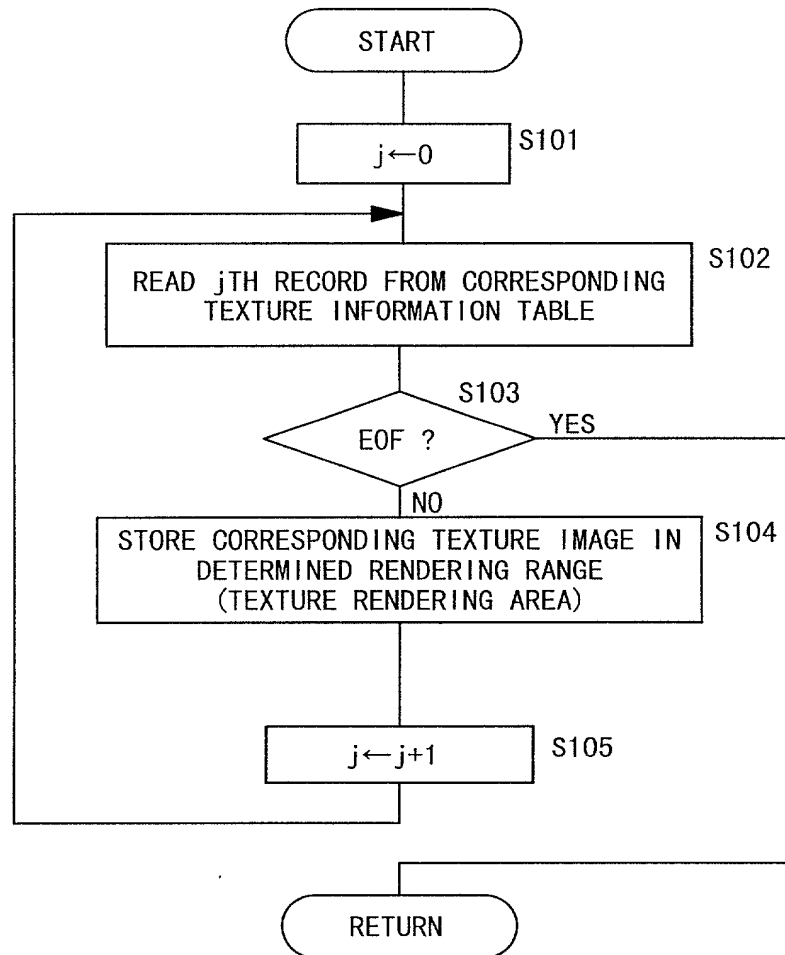 START
j←0
S101
S102
READ jTH RECORD FROM CORRESPONDING
TEXTURE INFORMATION TABLE
S103
EOF ?
YES
NO
S104
STORE CORRESPONDING TEXTURE IMAGE IN
DETERMINED RENDERING RANGE
(TEXTURE RENDERING AREA)
j←j+1
S105
RETURN